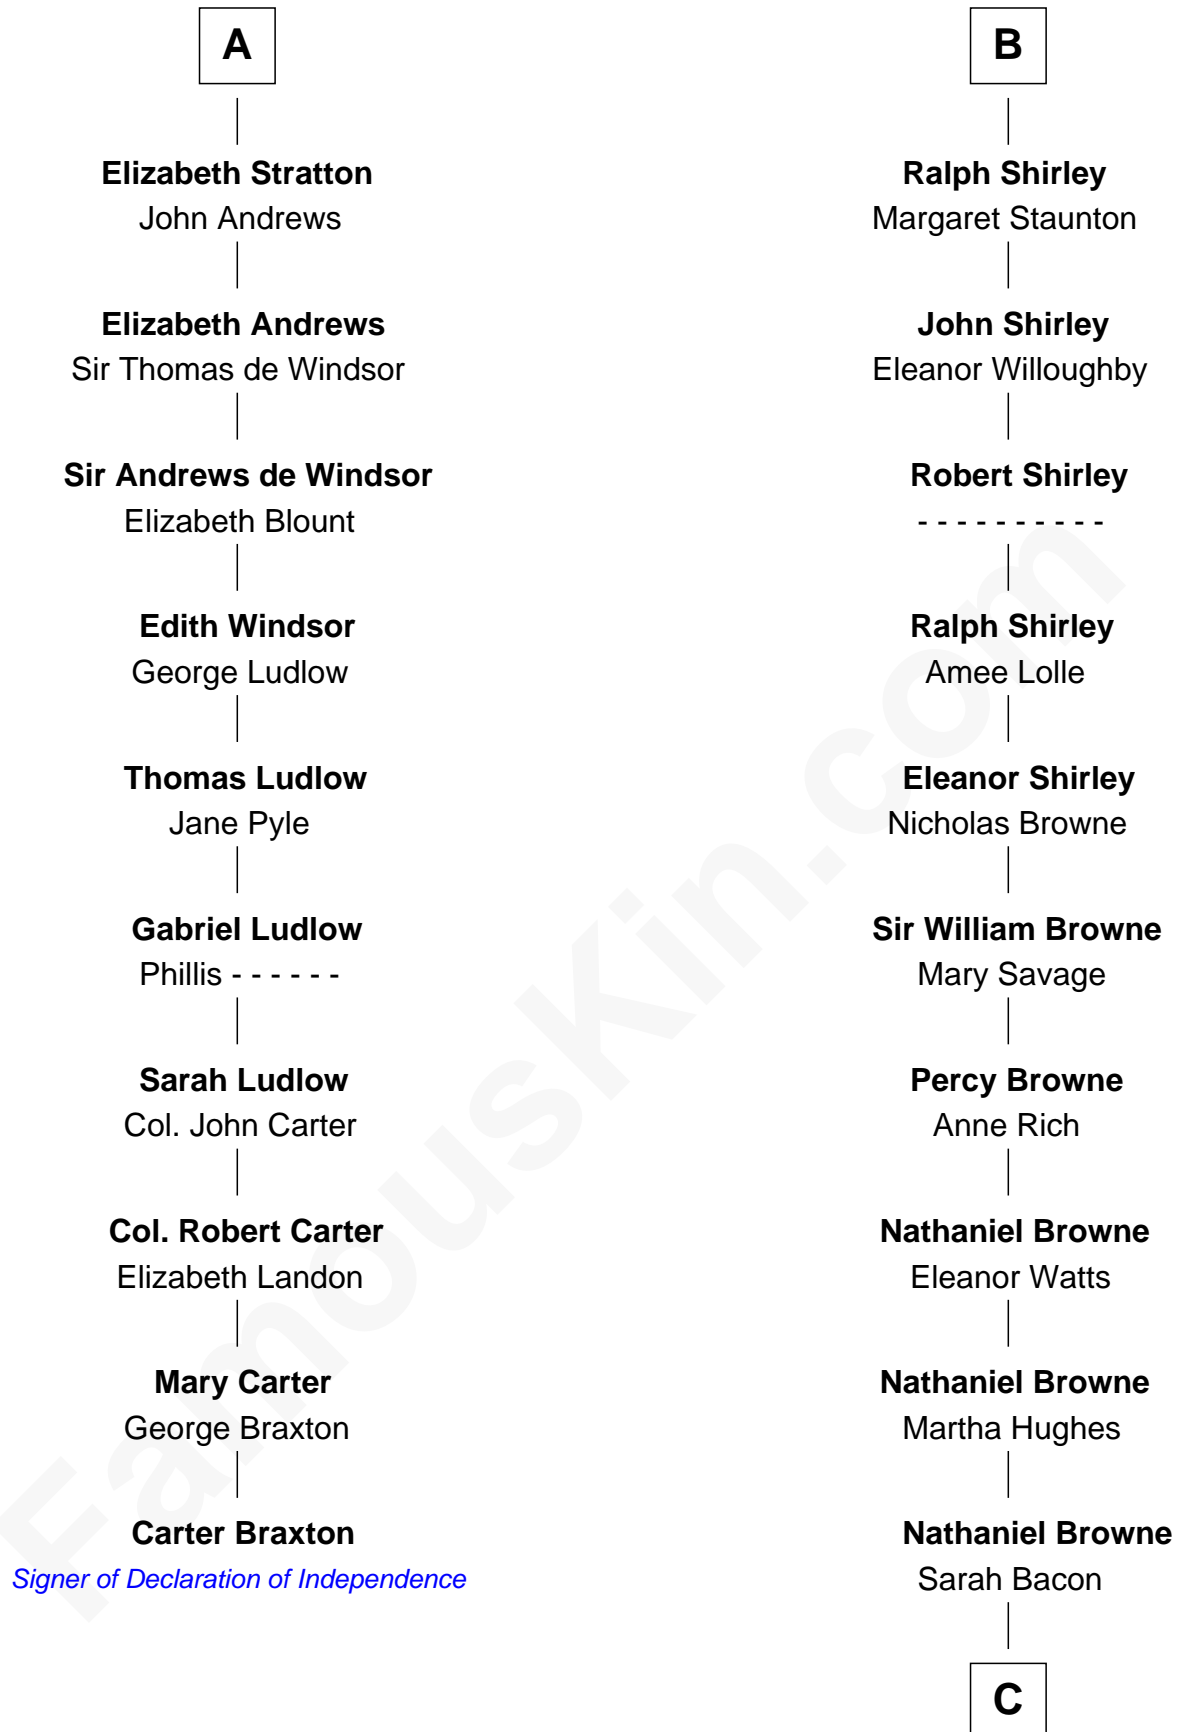 A
Elizabeth Stratton
John Andrews
Elizabeth Andrews
Sir Thomas de Windsor
Sir Andrews de Windsor
Elizabeth Blount
Edith Windsor
George Ludlow
Thomas Ludlow
Jane Pyle
Gabriel Ludlow
Phillis - - - - - -
Sarah Ludlow
Col. John Carter
Col. Robert Carter
Elizabeth Landon
Mary Carter
George Braxton
Carter Braxton
Signer of Declaration of Independence
B
Ralph Shirley
Margaret Staunton
John Shirley
Eleanor Willoughby
Robert Shirley
- - - - - - - - - -
Ralph Shirley
Amee Lolle
Eleanor Shirley
Nicholas Browne
Sir William Browne
Mary Savage
Percy Browne
Anne Rich
Nathaniel Browne
Eleanor Watts
Nathaniel Browne
Martha Hughes
Nathaniel Browne
Sarah Bacon
C
FamousKin.com